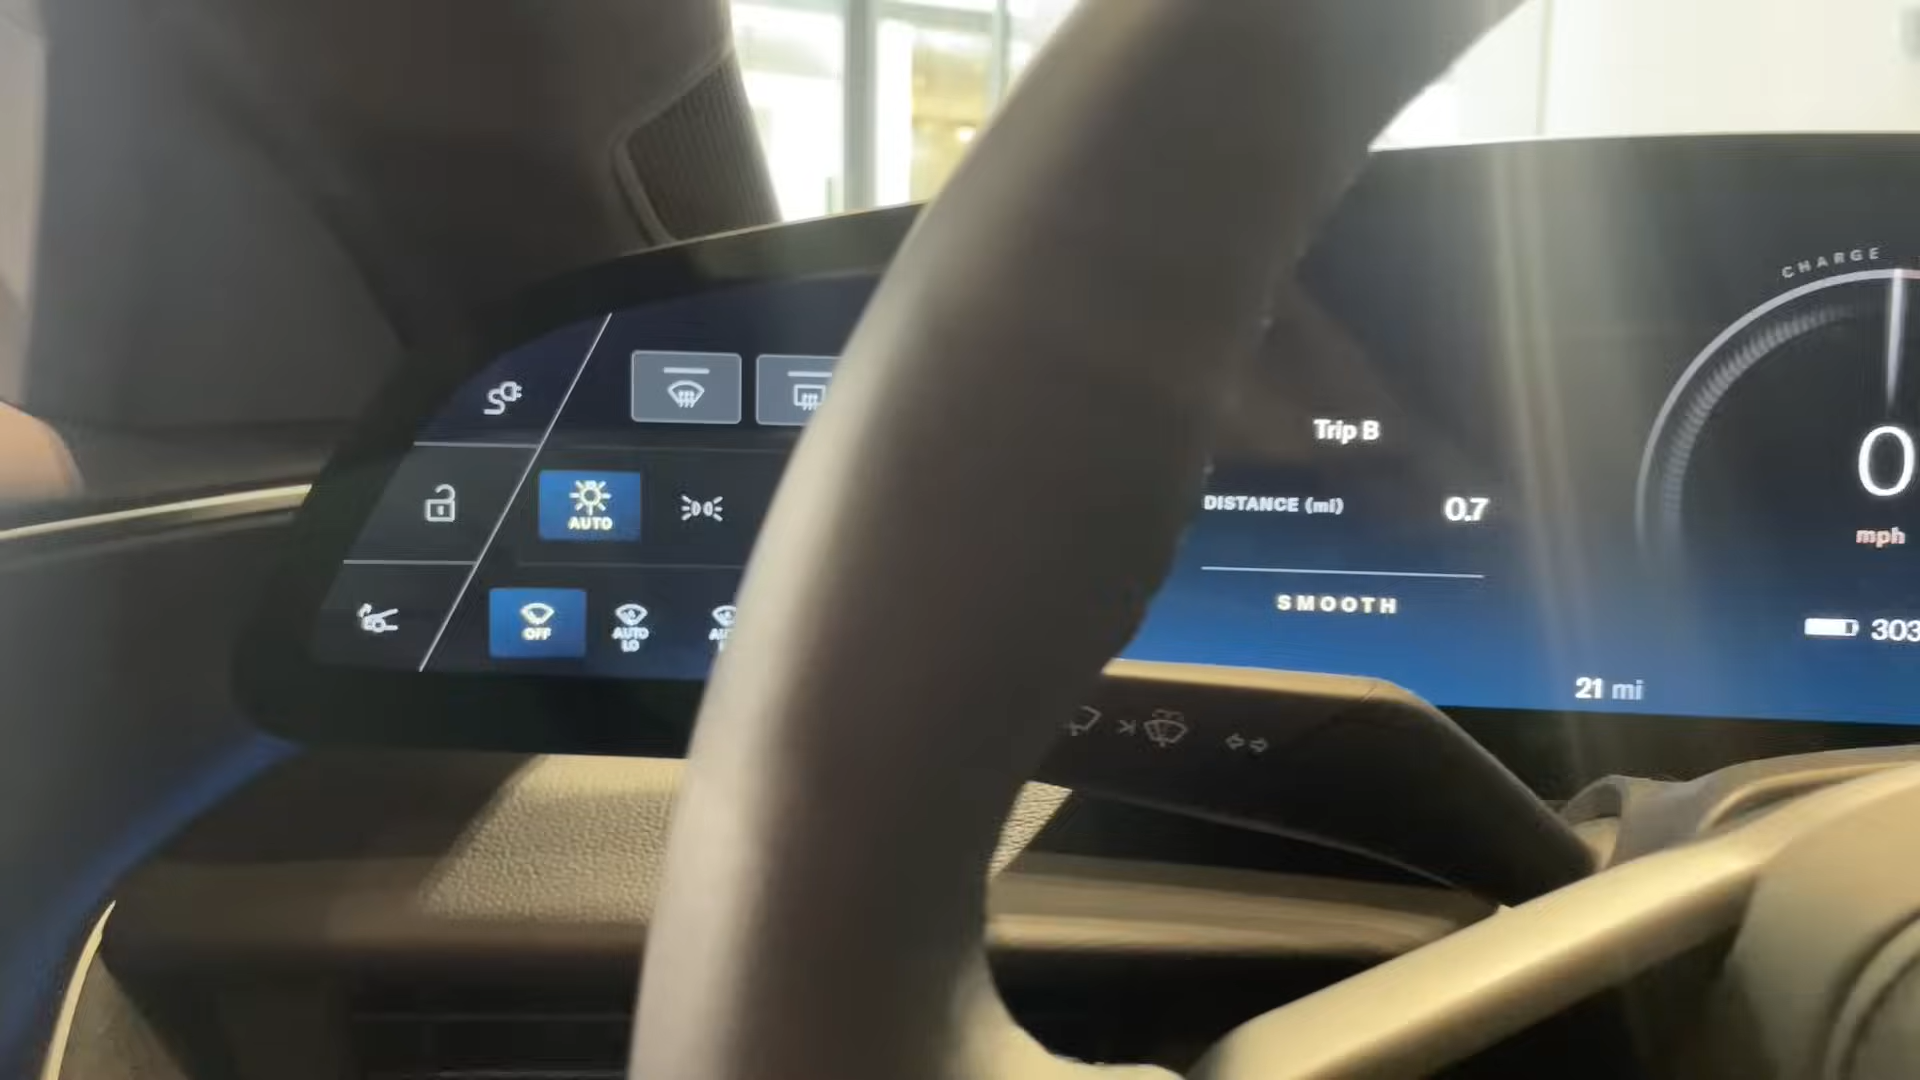 CHARGE
Trip B
0
AUTO
DISTANCE (mi) 0.7
mph
SMOOTH
OFF
AUTO
LO
303
21 mi